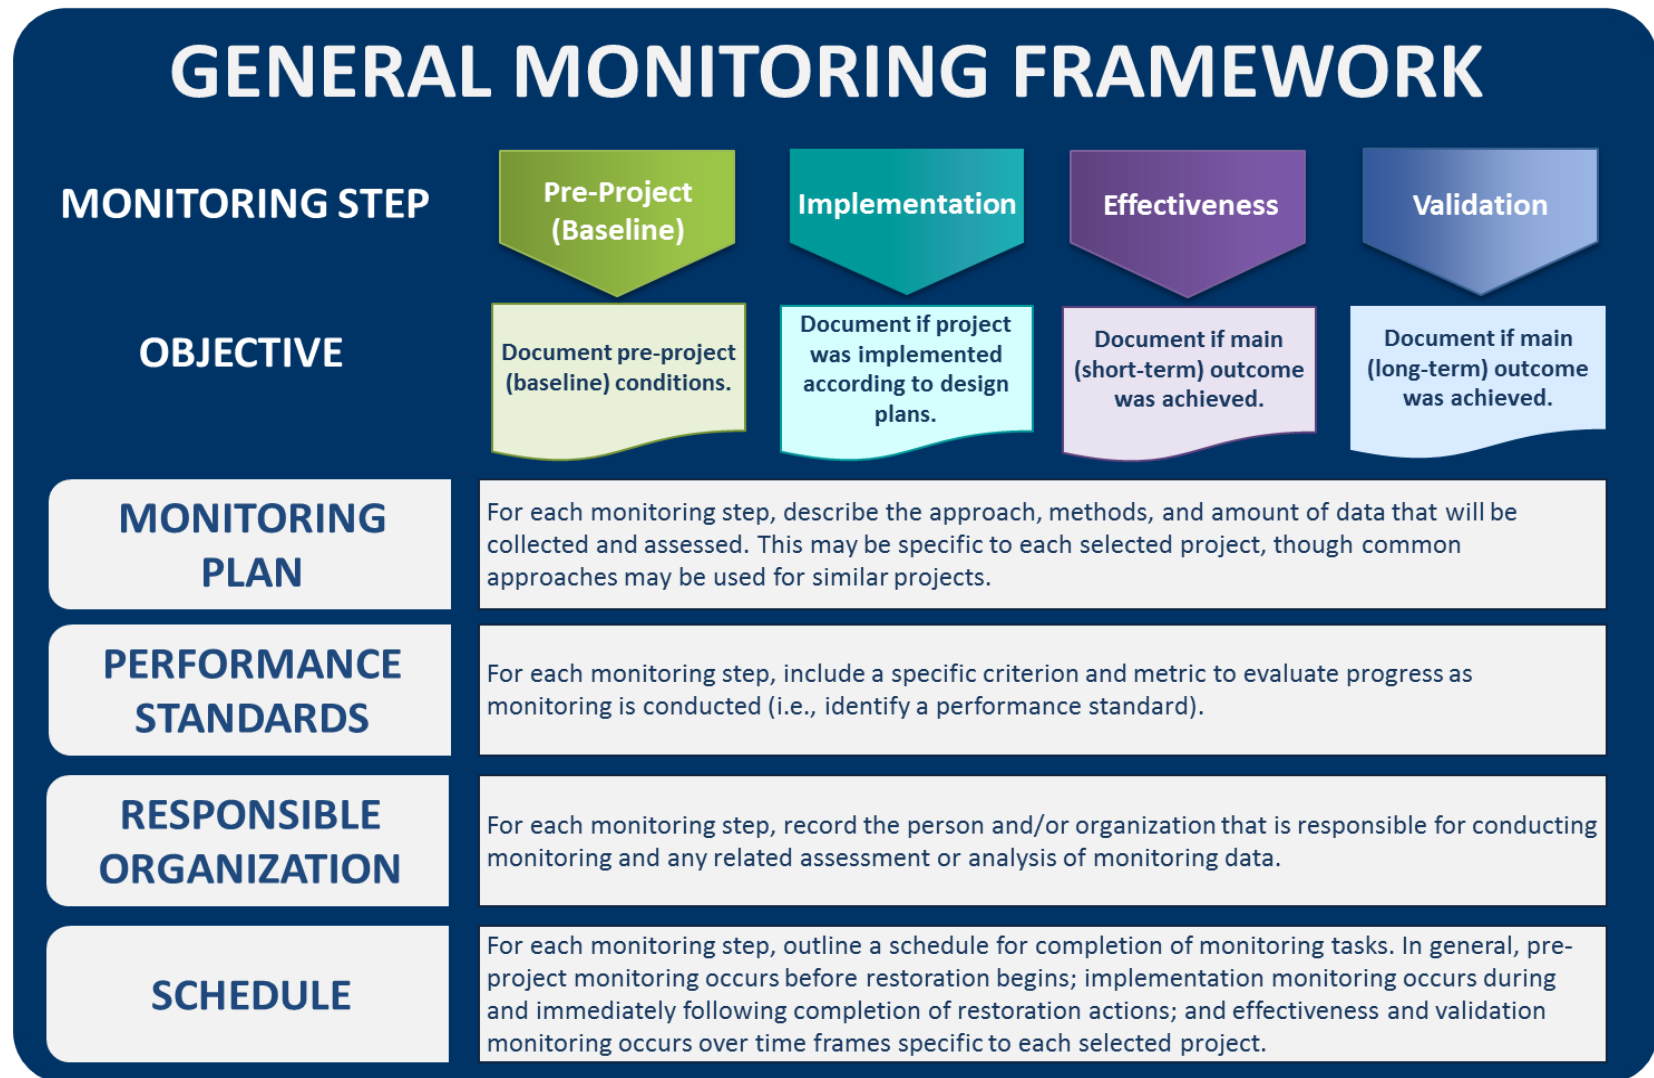 GENERAL MONITORING FRAMEWORK
MONITORING STEP
Pre-Project
(Baseline)
Implementation
Effectiveness
Validation
OBJECTIVE
Document pre-project
(baseline) conditions.
Document if project
was implemented
according to design
plans.
Document if main
(short-term) outcome
was achieved.
Document if main
(long-term) outcome
was achieved.
MONITORING
PLAN
For each monitoring step, describe the approach, methods, and amount of data that will be
collected and assessed. This may be specific to each selected project, though common
approaches may be used for similar projects.
PERFORMANCE
STANDARDS
For each monitoring step, include a specific criterion and metric to evaluate progress as
monitoring is conducted (i.e., identify a performance standard).
RESPONSIBLE
ORGANIZATION
For each monitoring step, record the person and/or organization that is responsible for conducting
monitoring and any related assessment or analysis of monitoring data.
SCHEDULE
For each monitoring step, outline a schedule for completion of monitoring tasks. In general, pre-
project monitoring occurs before restoration begins; implementation monitoring occurs during
and immediately following completion of restoration actions; and effectiveness and validation
monitoring occurs over time frames specific to each selected project.